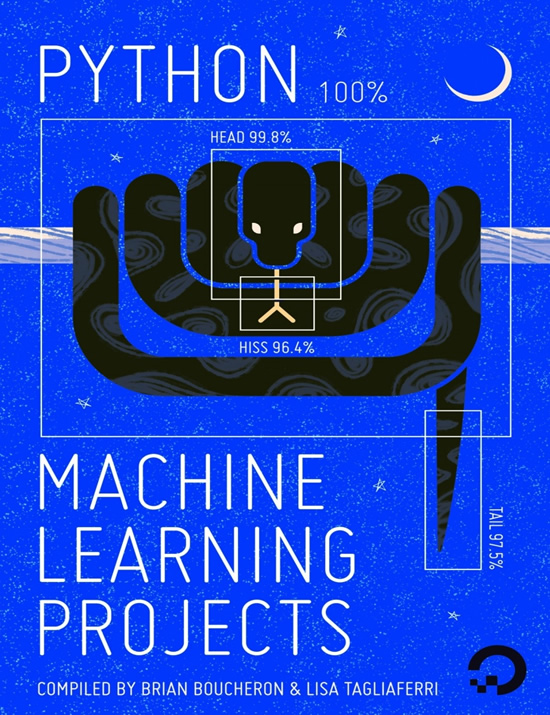 PYTHON 100%
HEAD 99.8%
HISS 96.4%
TAIL 97.5%
MACHINE
LEARNING
PROJECTS
COMPILED BY BRIAN BOUCHERON & LISA TAGLIAFERRI